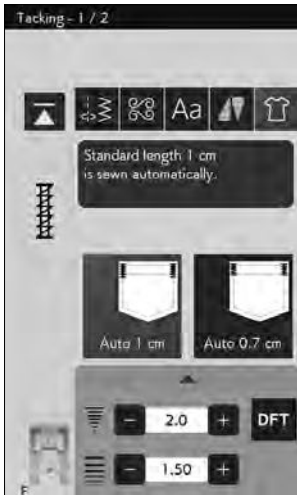 Tacking - 1 / 2
Aa
Standard length 1 cm
is sewn automatically.
Auto 1 cm
Auto 0.7 cm
2.0
DFT
1.50
F